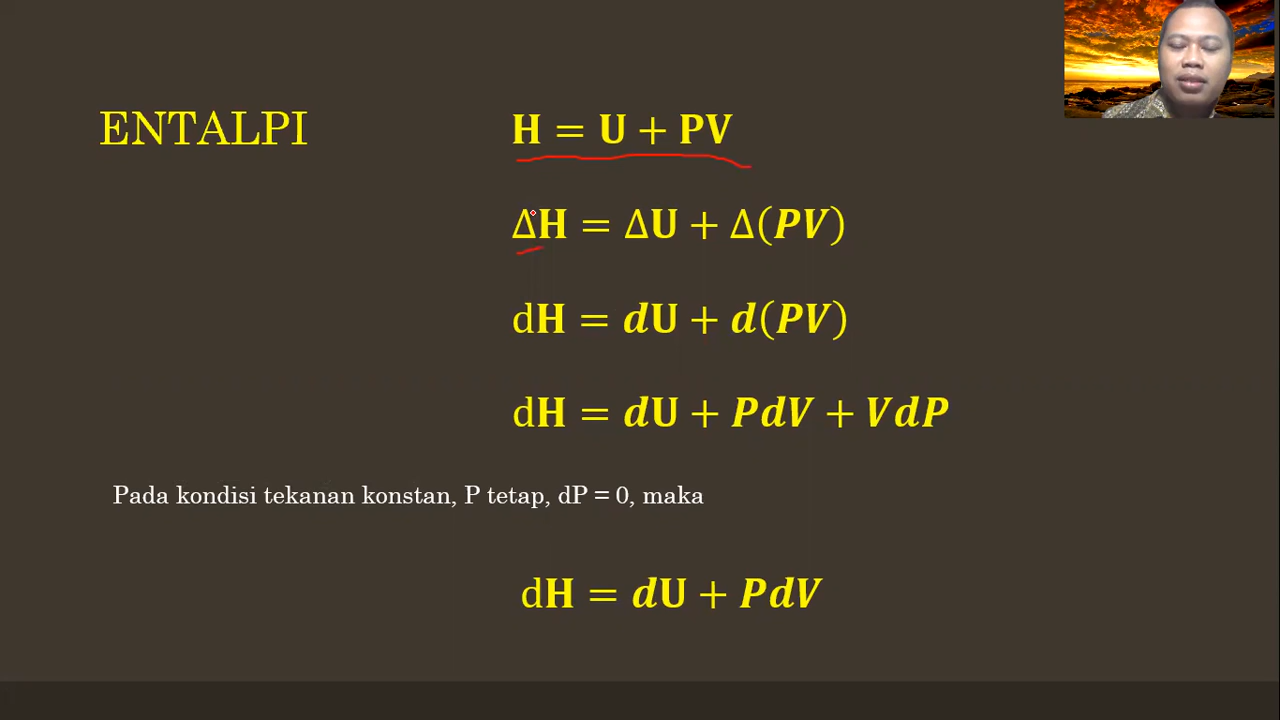 ENTALPI
H = U + PV
ΔH = ΔU + Δ(PV)
dH = dU + d(PV)
dH = dU + PdV + VdP
Pada kondisi tekanan konstan, P tetap, dP = 0, maka
dH = dU + PdV